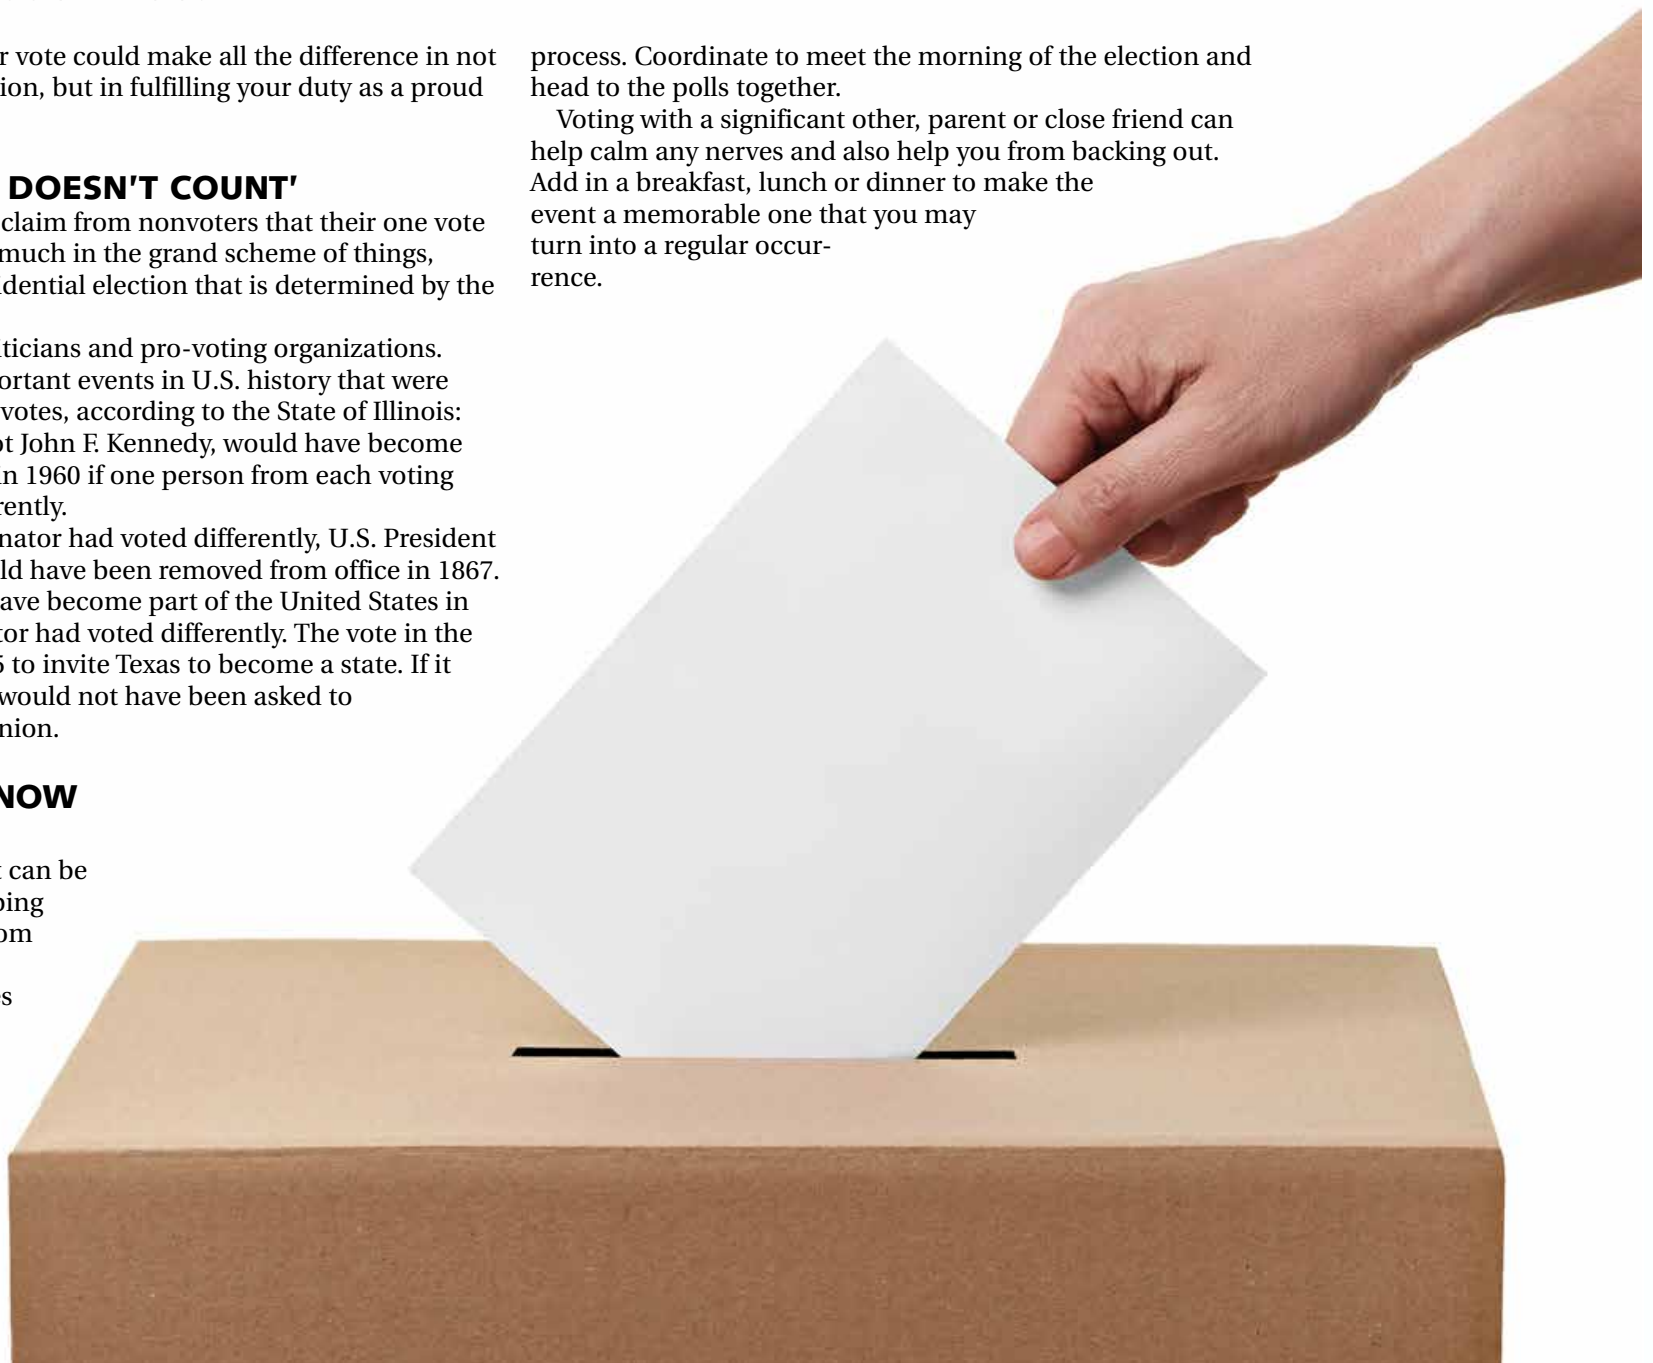 r vote could make all the difference in not
ion, but in fulfilling your duty as a proud
DOESN'T COUNT'
claim from nonvoters that their one vote
much in the grand scheme of things,
idential election that is determined by the
ticians and pro-voting organizations.
ortant events in U.S. history that were
votes, according to the State of Illinois:
ot John F. Kennedy, would have become
in 1960 if one person from each voting
rently.
nator had voted differently, U.S. President
ld have been removed from office in 1867.
ave become part of the United States in
tor had voted differently. The vote in the
5 to invite Texas to become a state. If it
would not have been asked to
nion.
NOW
t can be
ping
om
es
process. Coordinate to meet the morning of the election and
head to the polls together.
Voting with a significant other, parent or close friend can
help calm any nerves and also help you from backing out.
Add in a breakfast, lunch or dinner to make the
event a memorable one that you may
turn into a regular occur-
rence.